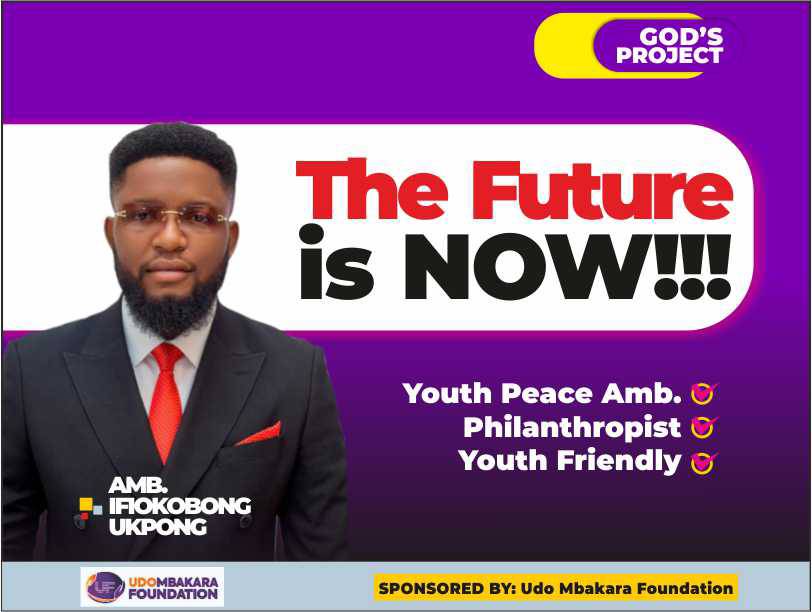 GOD'S
PROJECT
The Future
is NOW!!!
Youth Peace Amb.
Philanthropist
Youth Friendly
AMB.
IFIOKOBONG
UKPONG
UF
UDOMBAKARA
FOUNDATION
SPONSORED BY: Udo Mbakara Foundation